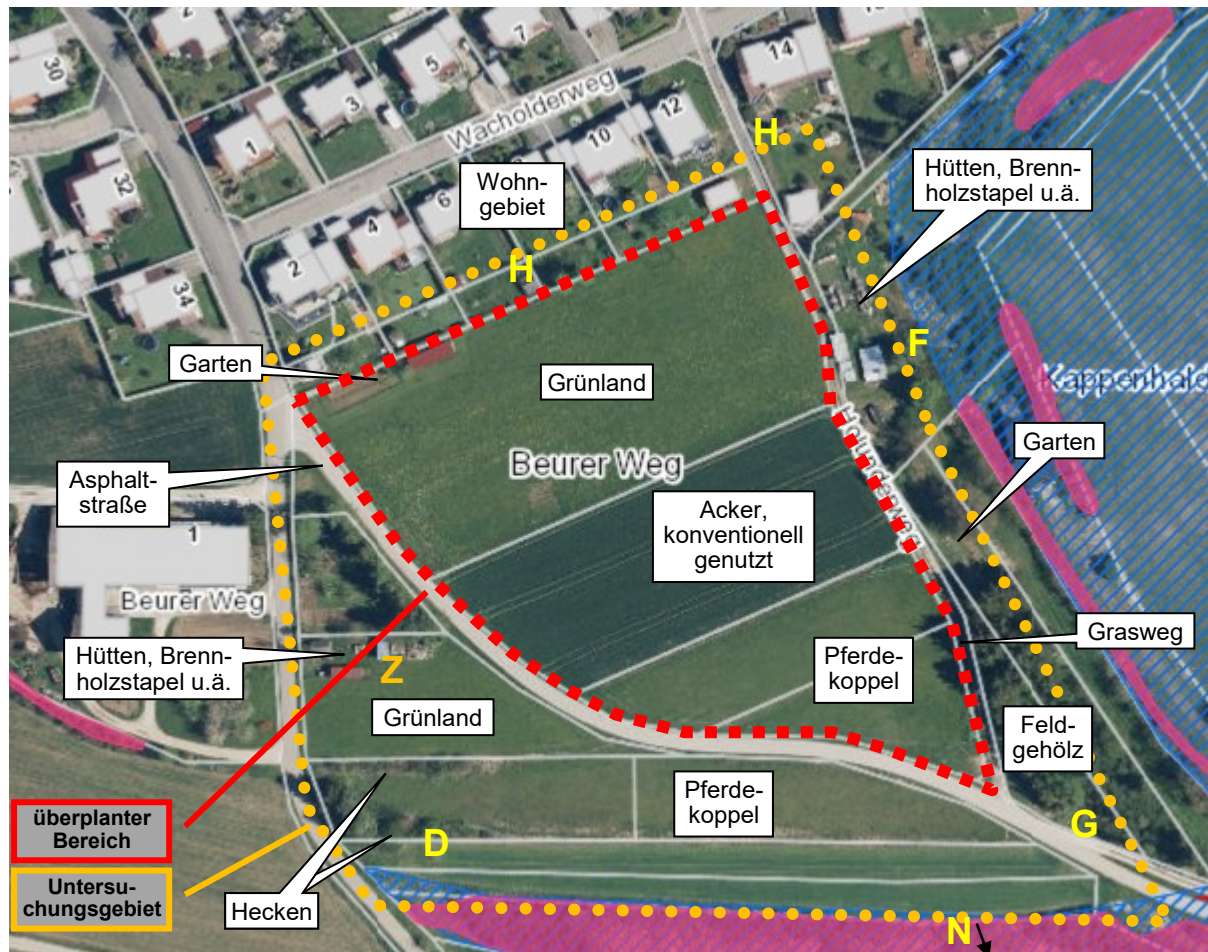 30
2
1
3
5
7
14
Wacholderweg
12
10
H
32
Wohn-
gebiet
6
4
2
34
H
Hütten, Brenn-
holzstapel u.ä.
F
Garten
Grünland
Kappenhald
Asphalt-
straße
Beurer Weg
Holunderweg
Garten
1
Acker,
konventionell
genutzt
Beurer Weg
Grasweg
Hütten, Brenn-
holzstapel u.ä.
Z
Grünland
Pferde-
koppel
Feld-
gehölz
Pferde-
koppel
überplanter
Bereich
G
D
Untersu-
chungsgebiet
Hecken
N